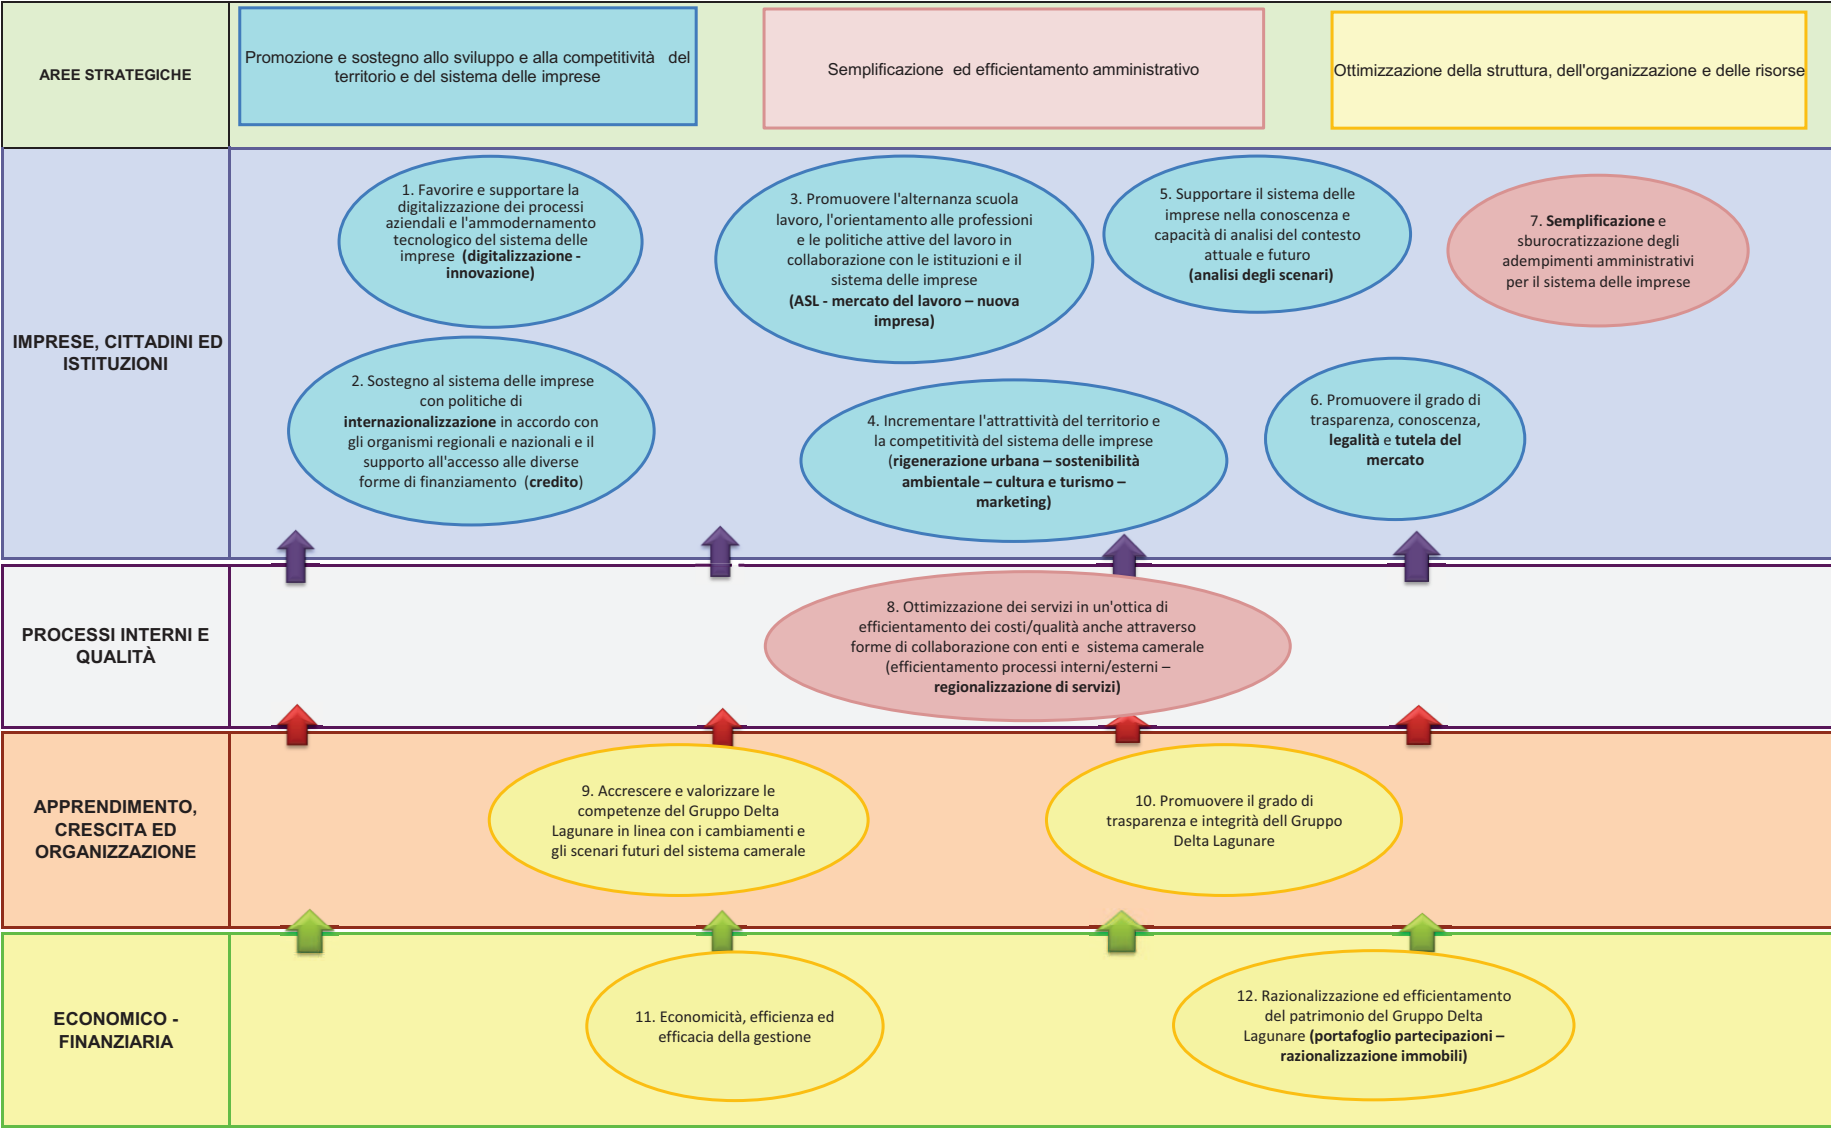 AREE STRATEGICHE
Promozione e sostegno allo sviluppo e alla competitività del
territorio e del sistema delle imprese
Semplificazione ed efficientamento amministrativo
Ottimizzazione della struttura, dell'organizzazione e delle risorse
IMPRESE, CITTADINI ED
ISTITUZIONI
1. Favorire e supportare la
digitalizzazione dei processi
aziendali e l'ammodernamento
tecnologico del sistema delle
imprese (digitalizzazione -
innovazione)
2. Sostegno al sistema delle imprese
con politiche di
internazionalizzazione in accordo con
gli organismi regionali e nazionali e il
supporto all'accesso alle diverse
forme di finanziamento (credito)
3. Promuovere l'alternanza scuola
lavoro, l'orientamento alle professioni
e le politiche attive del lavoro in
collaborazione con le istituzioni e il
sistema delle imprese
(ASL - mercato del lavoro – nuova
impresa)
4. Incrementare l'attrattività del territorio e
la competitività del sistema delle imprese
(rigenerazione urbana – sostenibilità
ambientale – cultura e turismo –
marketing)
5. Supportare il sistema delle
imprese nella conoscenza e
capacità di analisi del contesto
attuale e futuro
(analisi degli scenari)
6. Promuovere il grado di
trasparenza, conoscenza,
legalità e tutela del
mercato
7. Semplificazione e
sburocratizzazione degli
adempimenti amministrativi
per il sistema delle imprese
PROCESSI INTERNI E
QUALITÀ
8. Ottimizzazione dei servizi in un'ottica di
efficientamento dei costi/qualità anche attraverso
forme di collaborazione con enti e sistema camerale
(efficientamento processi interni/esterni –
regionalizzazione di servizi)
APPRENDIMENTO,
CRESCITA ED
ORGANIZZAZIONE
9. Accrescere e valorizzare le
competenze del Gruppo Delta
Lagunare in linea con i cambiamenti e
gli scenari futuri del sistema camerale
10. Promuovere il grado di
trasparenza e integrità dell Gruppo
Delta Lagunare
ECONOMICO -
FINANZIARIA
11. Economicità, efficienza ed
efficacia della gestione
12. Razionalizzazione ed efficientamento
del patrimonio del Gruppo Delta
Lagunare (portafoglio partecipazioni –
razionalizzazione immobili)